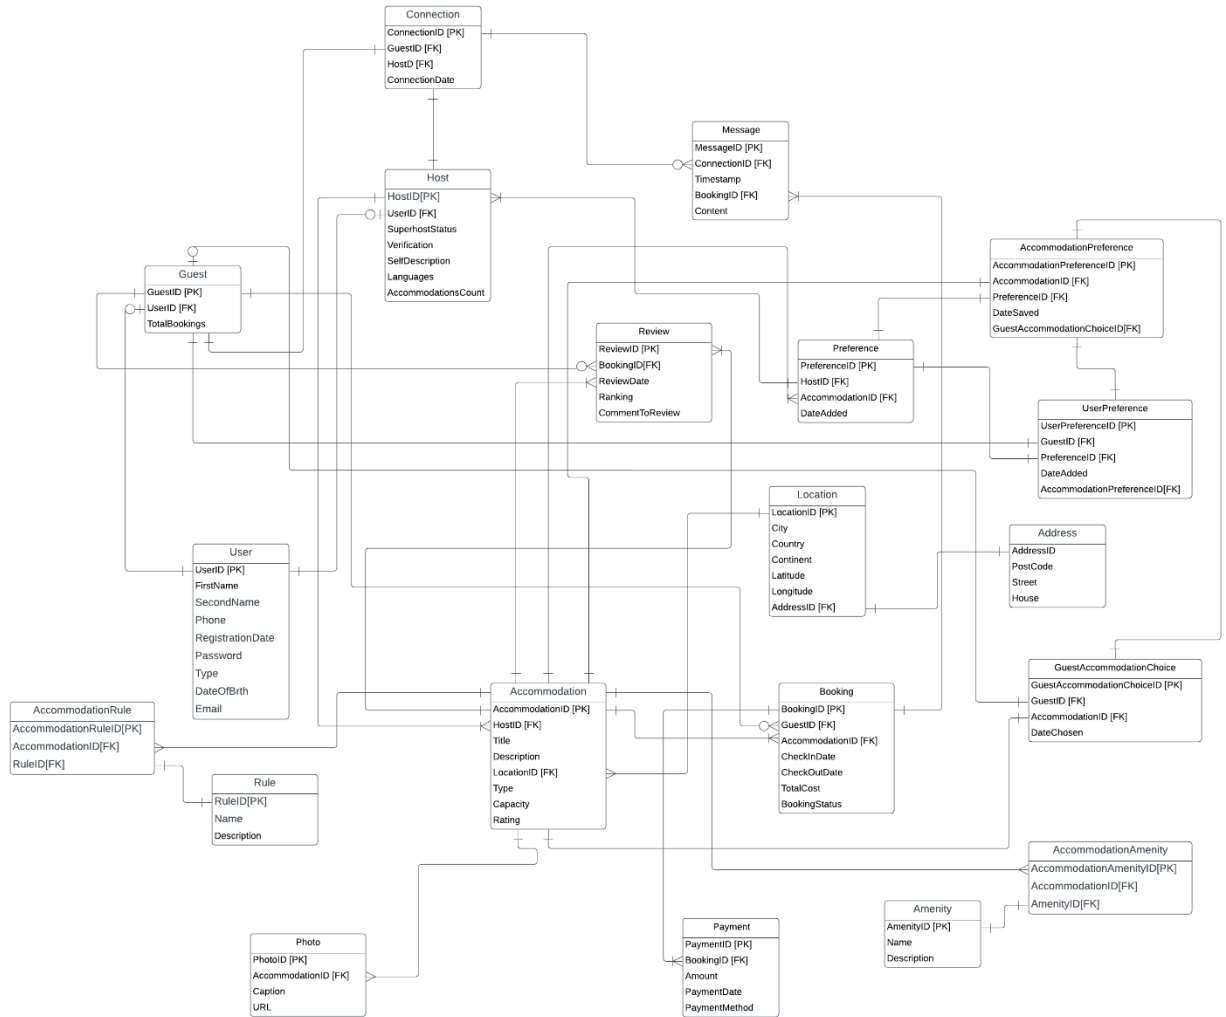 Connection
ConnectionID [PK]
GuestID [FK]
HostD [FK]
ConnectionDate
Message
MessageID [PK]
ConnectionID [FK]
Timestamp
BookingID [FK]
Content
Host
HostID[PK]
UserID [FK]
SuperhostStatus
Verification
SelfDescription
Languages
AccommodationsCount
AccommodationPreference
AccommodationPreferenceID [PK]
AccommodationID [FK]
PreferenceID [FK]
DateSaved
GuestAccommodationChoiceID[FK]
Guest
GuestID [PK]
UserID [FK]
TotalBookings
Review
ReviewID [PK]
BookingID[FK]
ReviewDate
Ranking
CommentToReview
Preference
PreferenceID [PK]
HostID [FK]
AccommodationID [FK]
DateAdded
UserPreference
UserPreferenceID [PK]
GuestID [FK]
PreferenceID [FK]
DateAdded
AccommodationPreferenceID[FK]
Location
LocationID [PK]
City
Country
Continent
Latitude
Longitude
AddressID [FK]
Address
AddressID
PostCode
Street
House
User
UserID [PK]
FirstName
SecondName
Phone
RegistrationDate
Password
Type
DateOfBrth
Email
GuestAccommodationChoice
GuestAccommodationChoiceID [PK]
GuestID [FK]
AccommodationID [FK]
DateChosen
Accommodation
AccommodationID [PK]
HostID [FK]
Title
Description
LocationID [FK]
Type
Capacity
Rating
Booking
BookingID [PK]
GuestID [FK]
AccommodationID [FK]
CheckInDate
CheckOutDate
TotalCost
BookingStatus
AccommodationRule
AccommodationRuleID[PK]
AccommodationID[FK]
RuleID[FK]
Rule
RuleID[PK]
Name
Description
AccommodationAmenity
AccommodationAmenityID[PK]
AccommodationID[FK]
AmenityID[FK]
Amenity
AmenityID [PK]
Name
Description
Payment
PaymentID [PK]
BookingID [FK]
Amount
PaymentDate
PaymentMethod
Photo
PhotoID [PK]
AccommodationID [FK]
Caption
URL